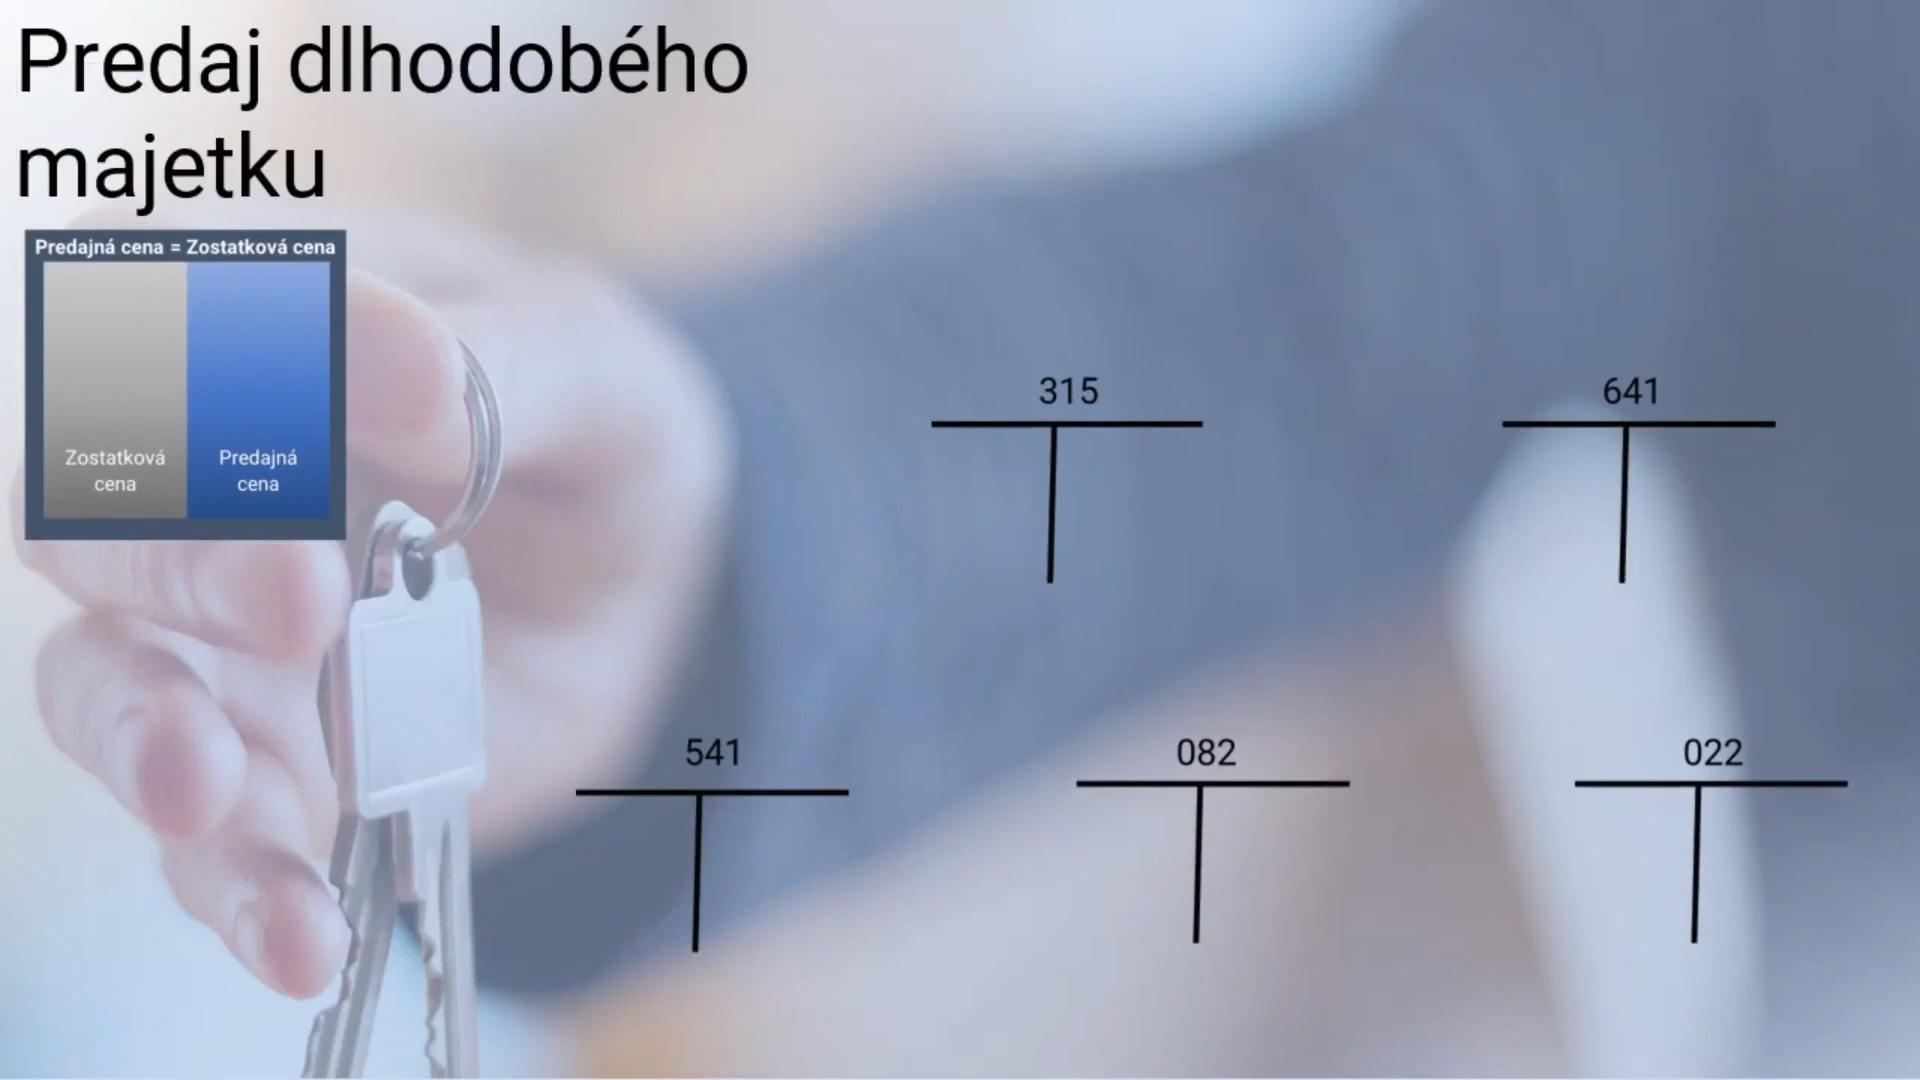 Predaj dlhodobého
majetku
Predajná cena = Zostatková cena
Zostatková
cena
Predajná
cena
315
641
541
082
022